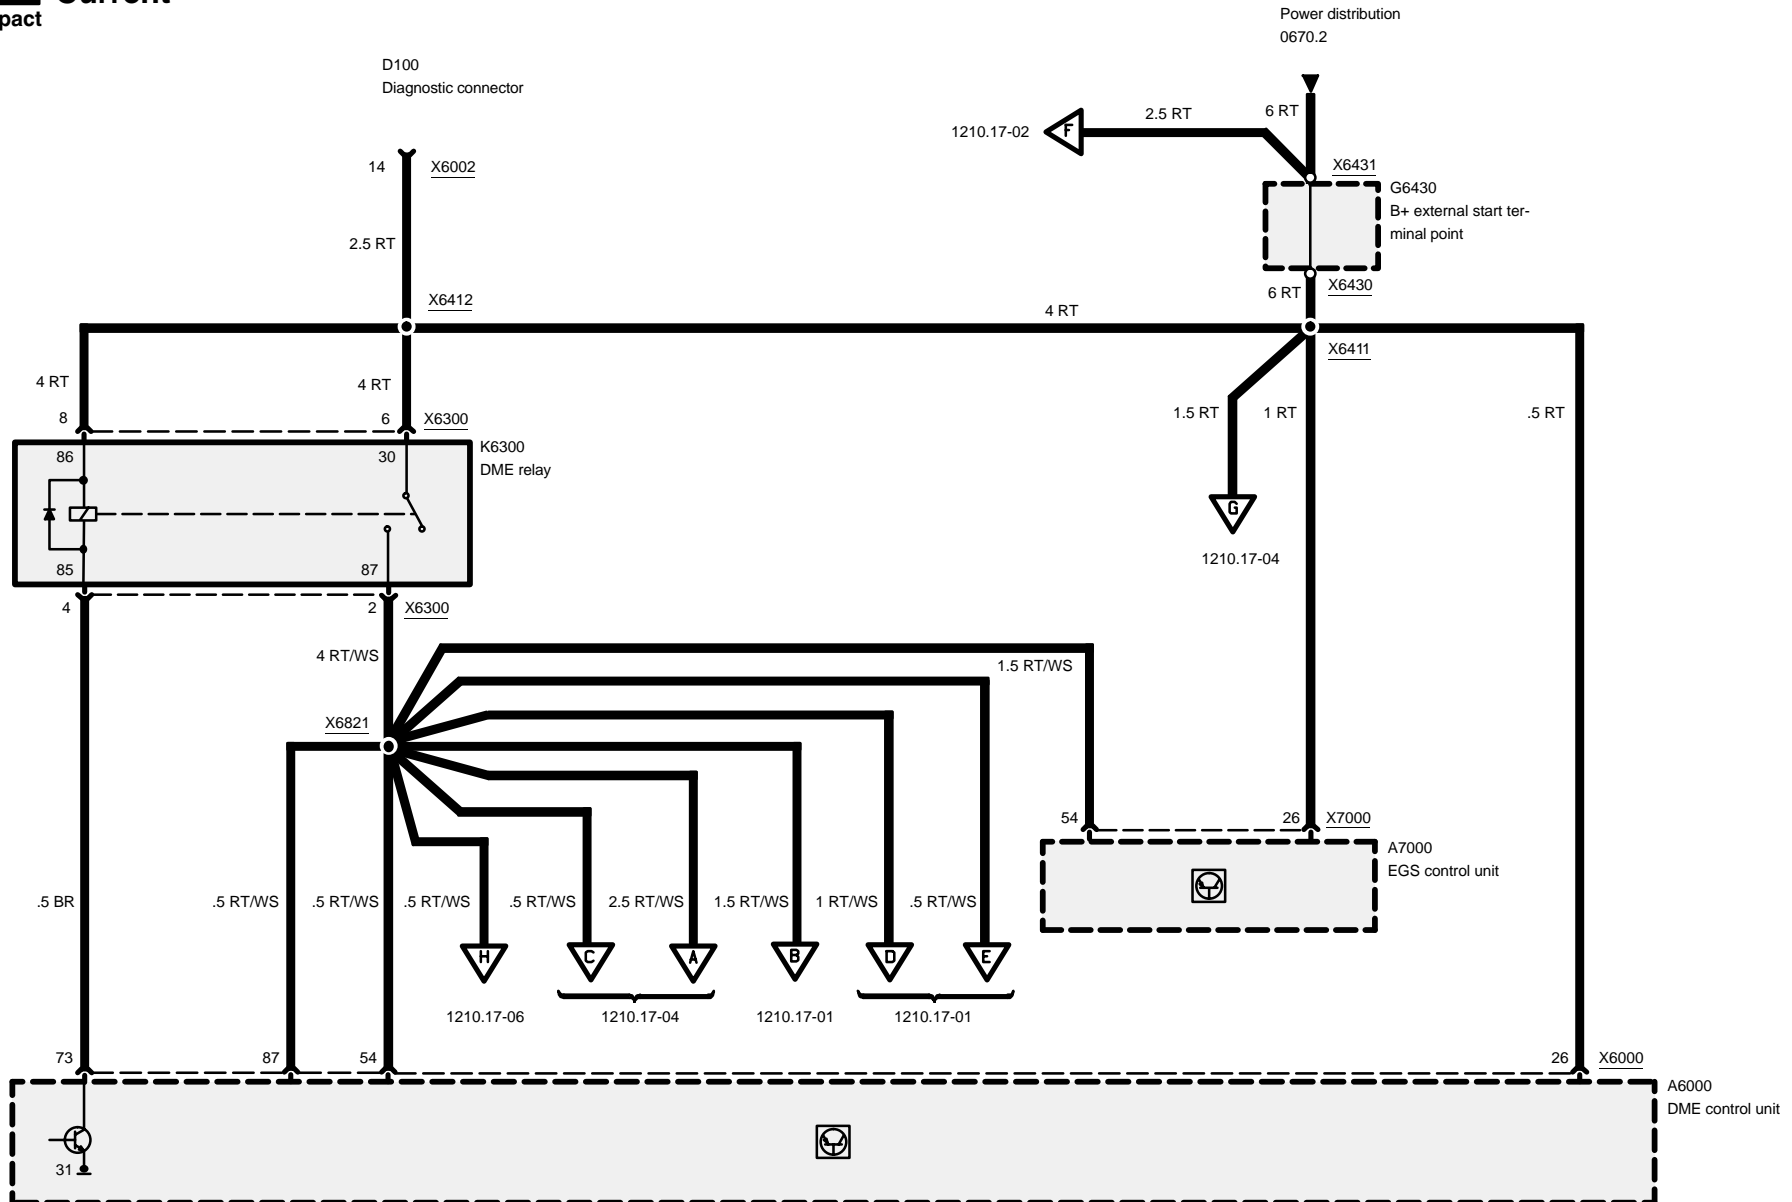 pact
Power distribution
0670.2
D100
Diagnostic connector
1210.17-02
F
2.5 RT
6 RT
14
X6002
X6431
G6430
B+ external start ter-
minal point
2.5 RT
X6412
6 RT
X6430
4 RT
X6411
4 RT
4 RT
1.5 RT
1 RT
.5 RT
8
6
X6300
K6300
DME relay
86
30
G
1210.17-04
85
87
4
2
X6300
4 RT/WS
1.5 RT/WS
X6821
54
26
X7000
A7000
EGS control unit
.5 BR
.5 RT/WS
.5 RT/WS
.5 RT/WS
.5 RT/WS
2.5 RT/WS
1.5 RT/WS
1 RT/WS
.5 RT/WS
H
C
A
B
D
E
1210.17-06
1210.17-04
1210.17-01
1210.17-01
73
87
54
26
X6000
A6000
DME control unit
31